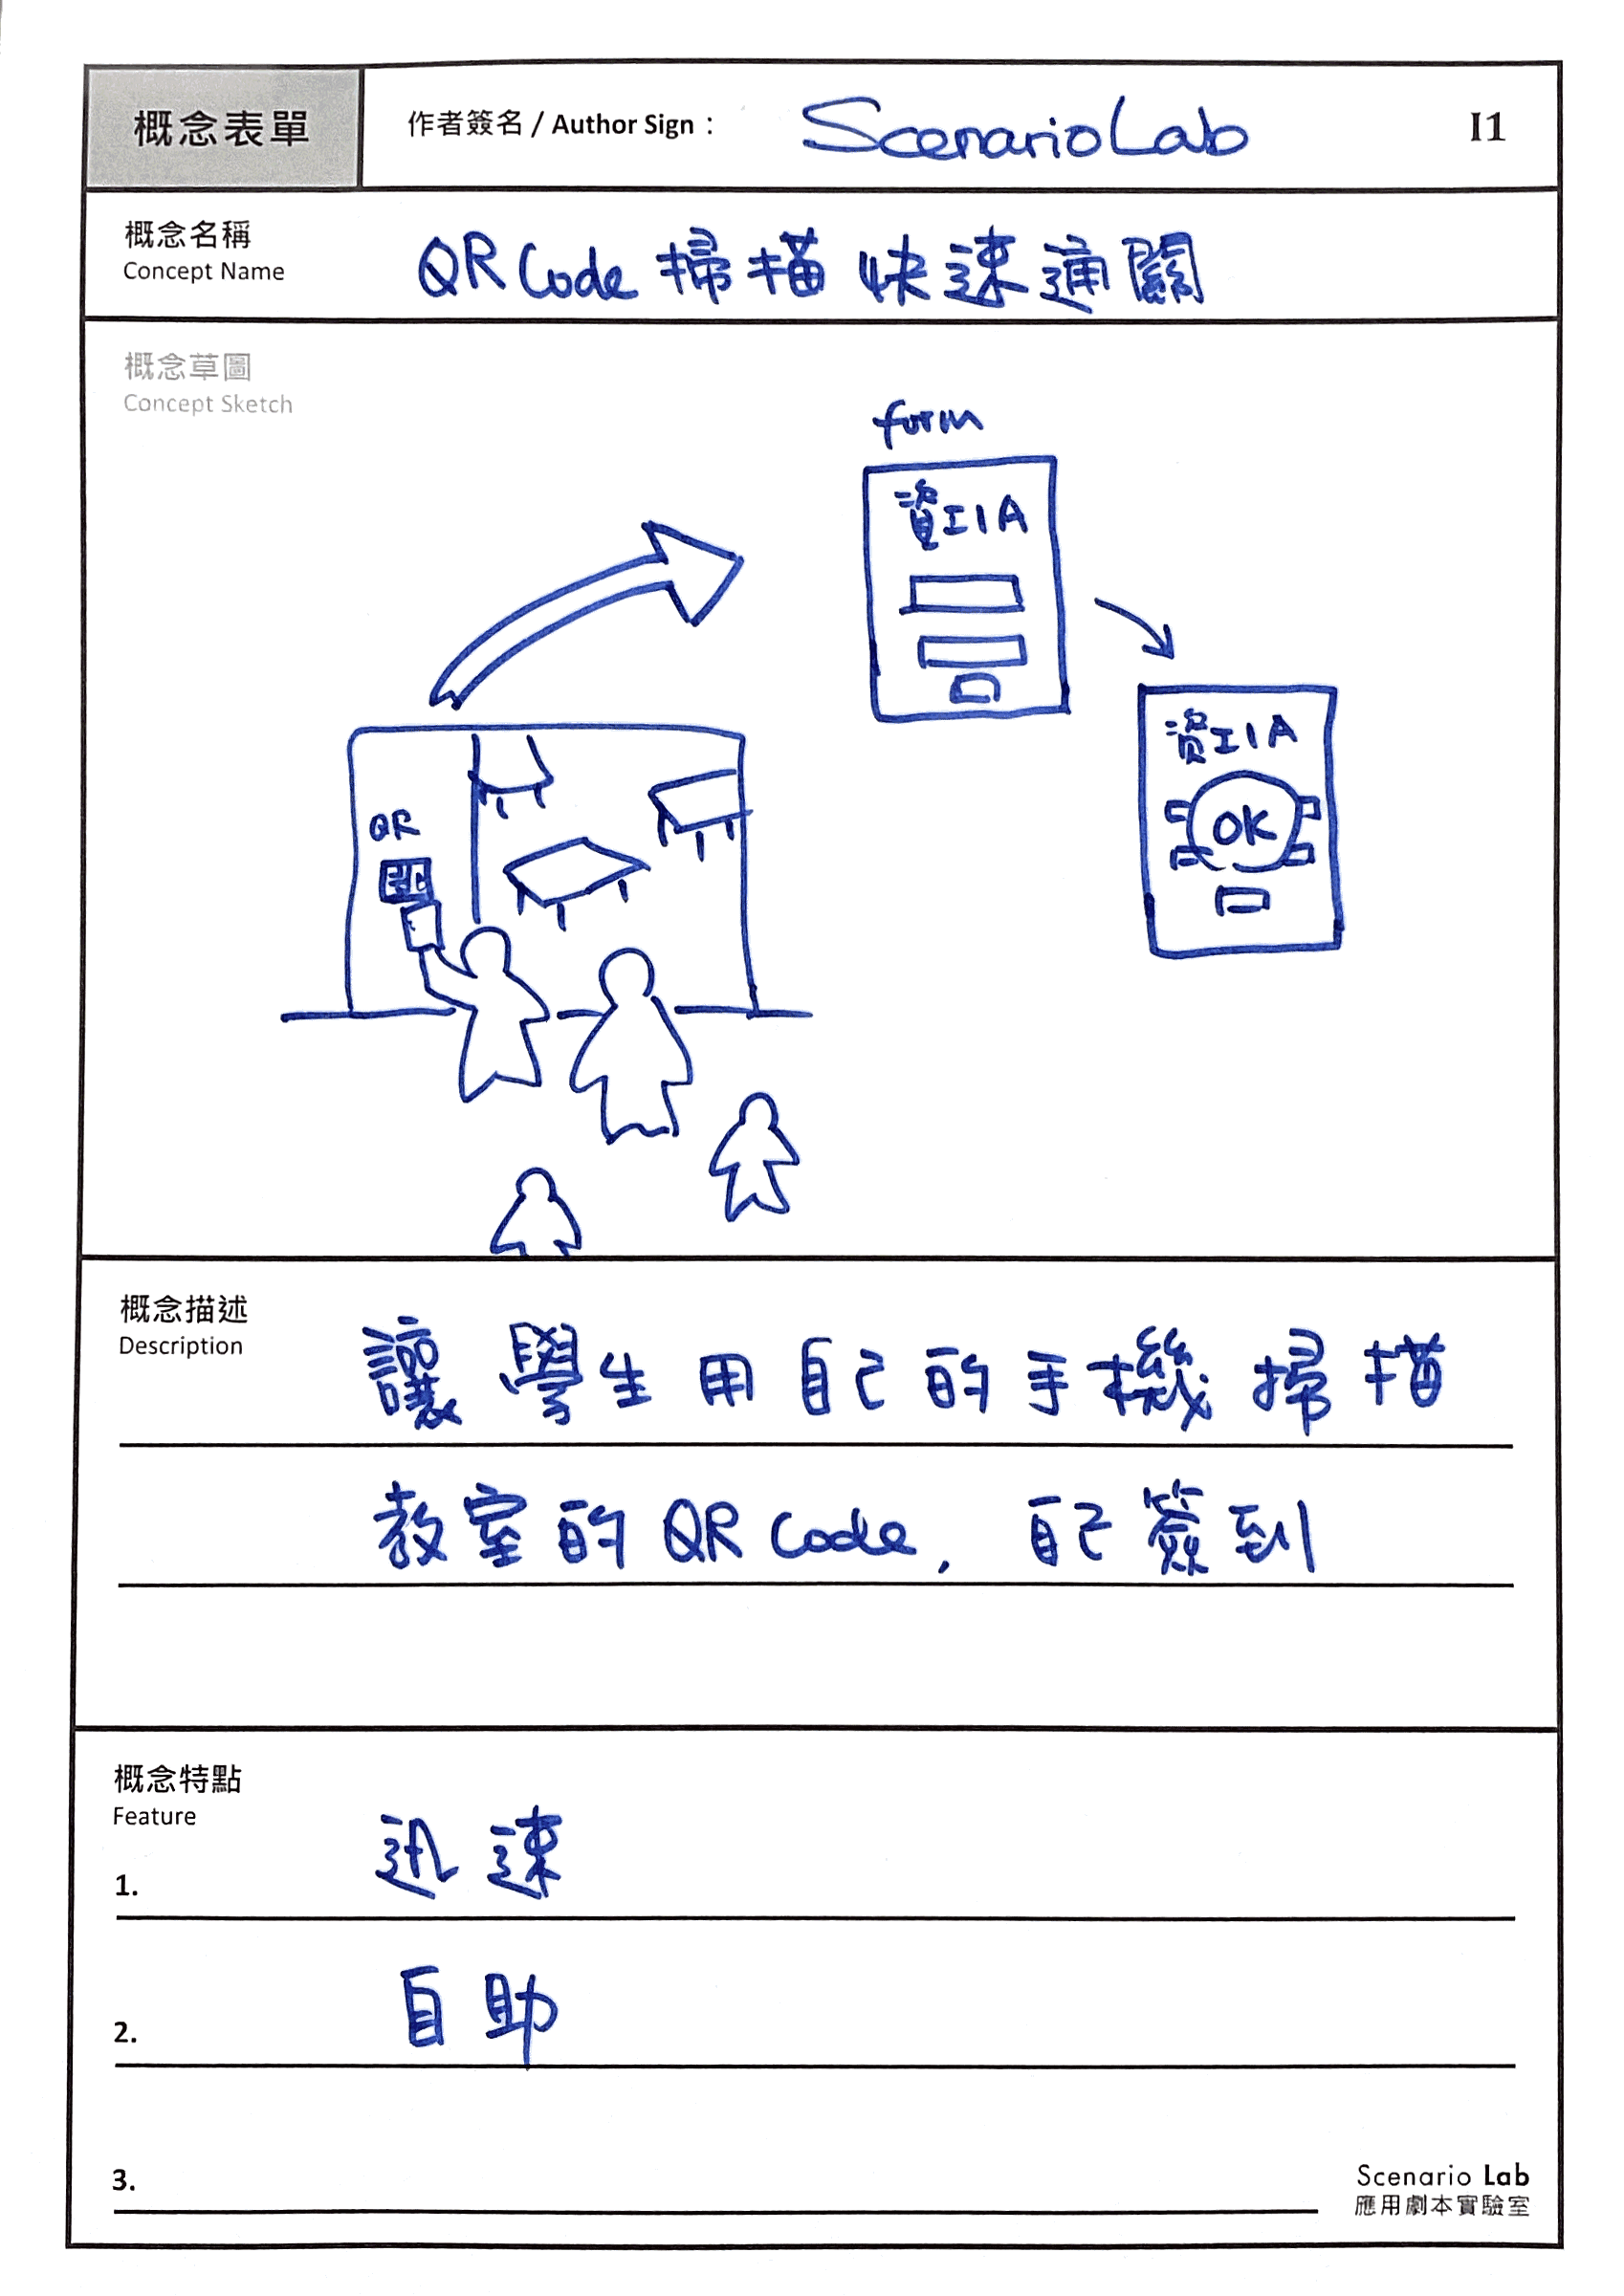 概念表單
作者簽名 / Author Sign：
ScenarioLab
I1
概念名稱
Concept Name
QR Code 掃描快速通關
概念草圖
Concept Sketch
form
資工1A
資工1A
OK
QR
概念描述
Description
讓學生用自己的手機掃描
教室的QR Code, 自己簽到
概念特點
Feature
1. 迅速
2. 自助
3.
Scenario Lab
應用劇本實驗室